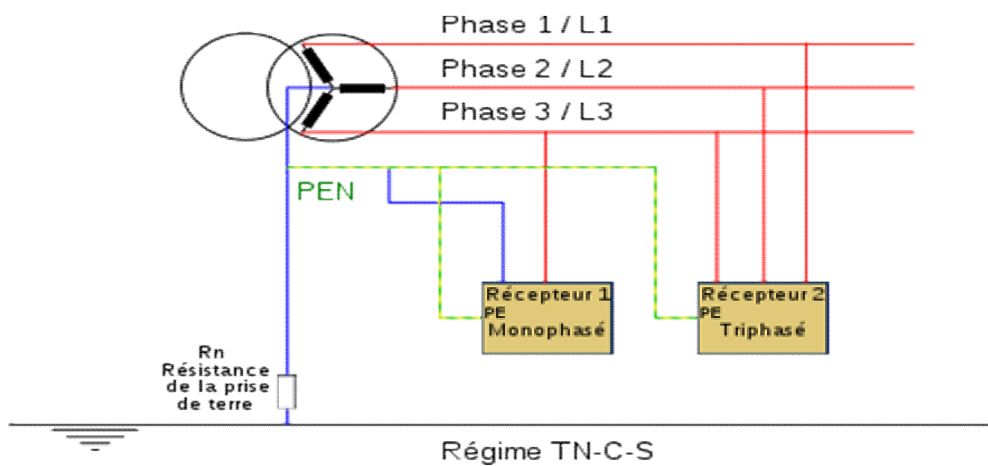 Phase 1 / L1
Phase 2 / L2
Phase 3 / L3
PEN
Récepteur 1
PE
Monophasé
Récepteur 2
PE
Triphasé
Rn
Résistance
de la prise
de terre
Régime TN-C-S